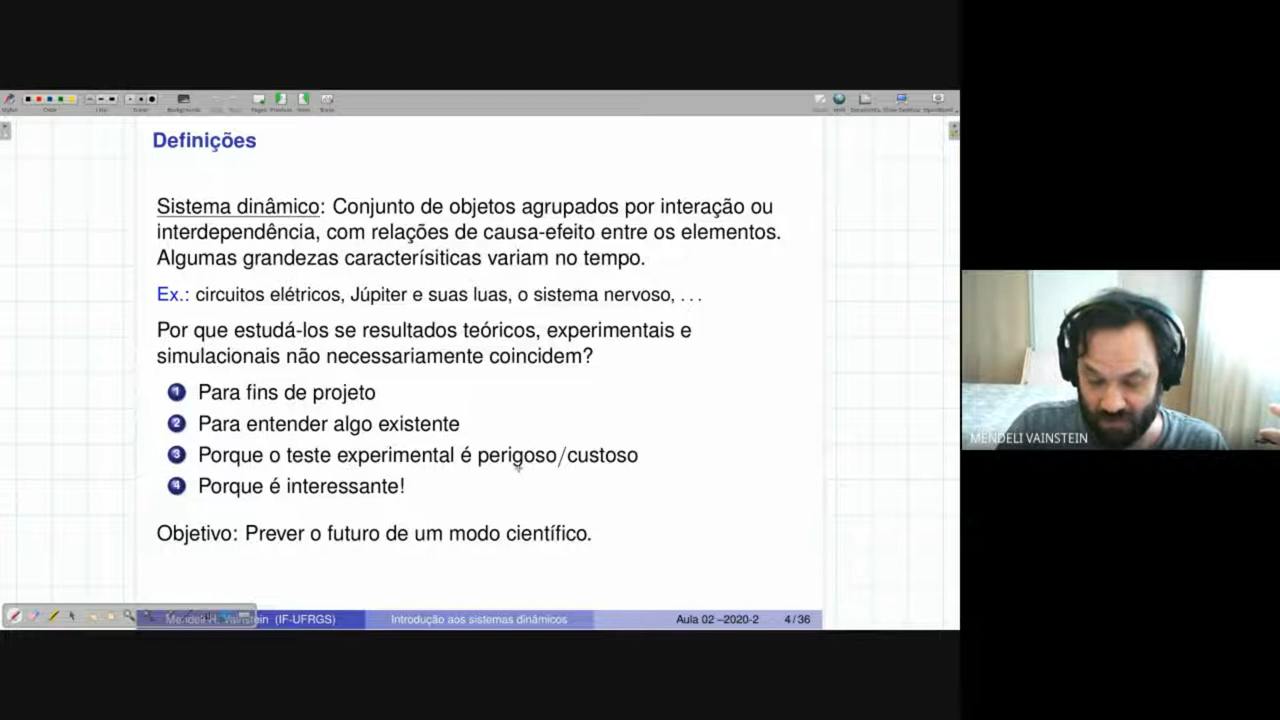 Definições
Sistema dinâmico: Conjunto de objetos agrupados por interação ou
interdependência, com relações de causa-efeito entre os elementos.
Algumas grandezas caracterísiticas variam no tempo.
Ex.: circuitos elétricos, Júpiter e suas luas, o sistema nervoso, . . .
Por que estudá-los se resultados teóricos, experimentais e
simulacionais não necessariamente coincidem?
1 Para fins de projeto
2 Para entender algo existente
3 Porque o teste experimental é perigoso/custoso
4 Porque é interessante!
Objetivo: Prever o futuro de um modo científico.
Mendeli H. Vainstein (IF-UFRGS) Introdução aos sistemas dinâmicos Aula 02 –2020-2 4/36
MENDELI VAINSTEIN